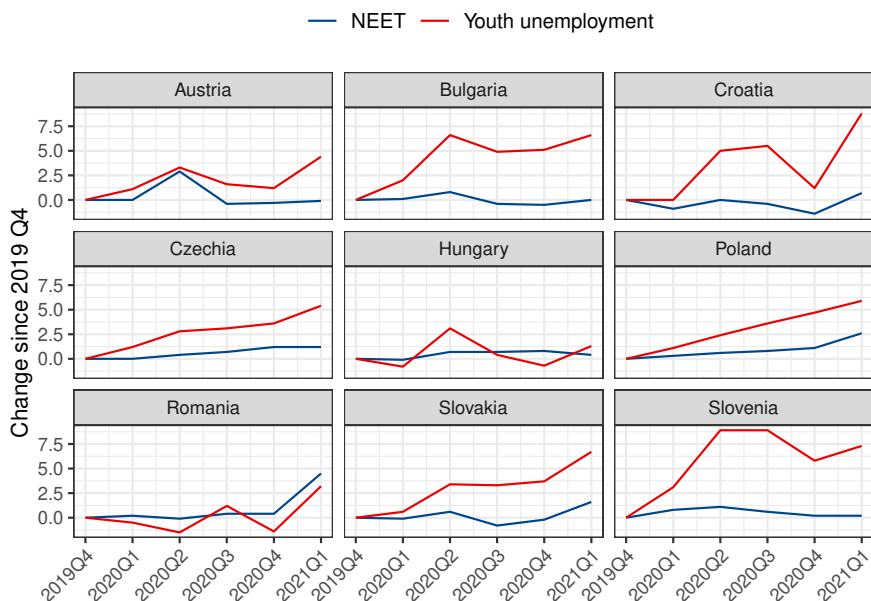 NEET Youth unemployment
Austria Bulgaria Croatia
7.5
5.0
2.5
0.0
Czechia Hungary Poland
7.5
5.0
2.5
0.0
Romania Slovakia Slovenia
7.5
5.0
2.5
0.0
Change since 2019 Q4
2019Q4 2020Q1 2020Q2 2020Q3 2020Q4 2021Q1 2019Q4 2020Q1 2020Q2 2020Q3 2020Q4 2021Q1 2019Q4 2020Q1 2020Q2 2020Q3 2020Q4 2021Q1